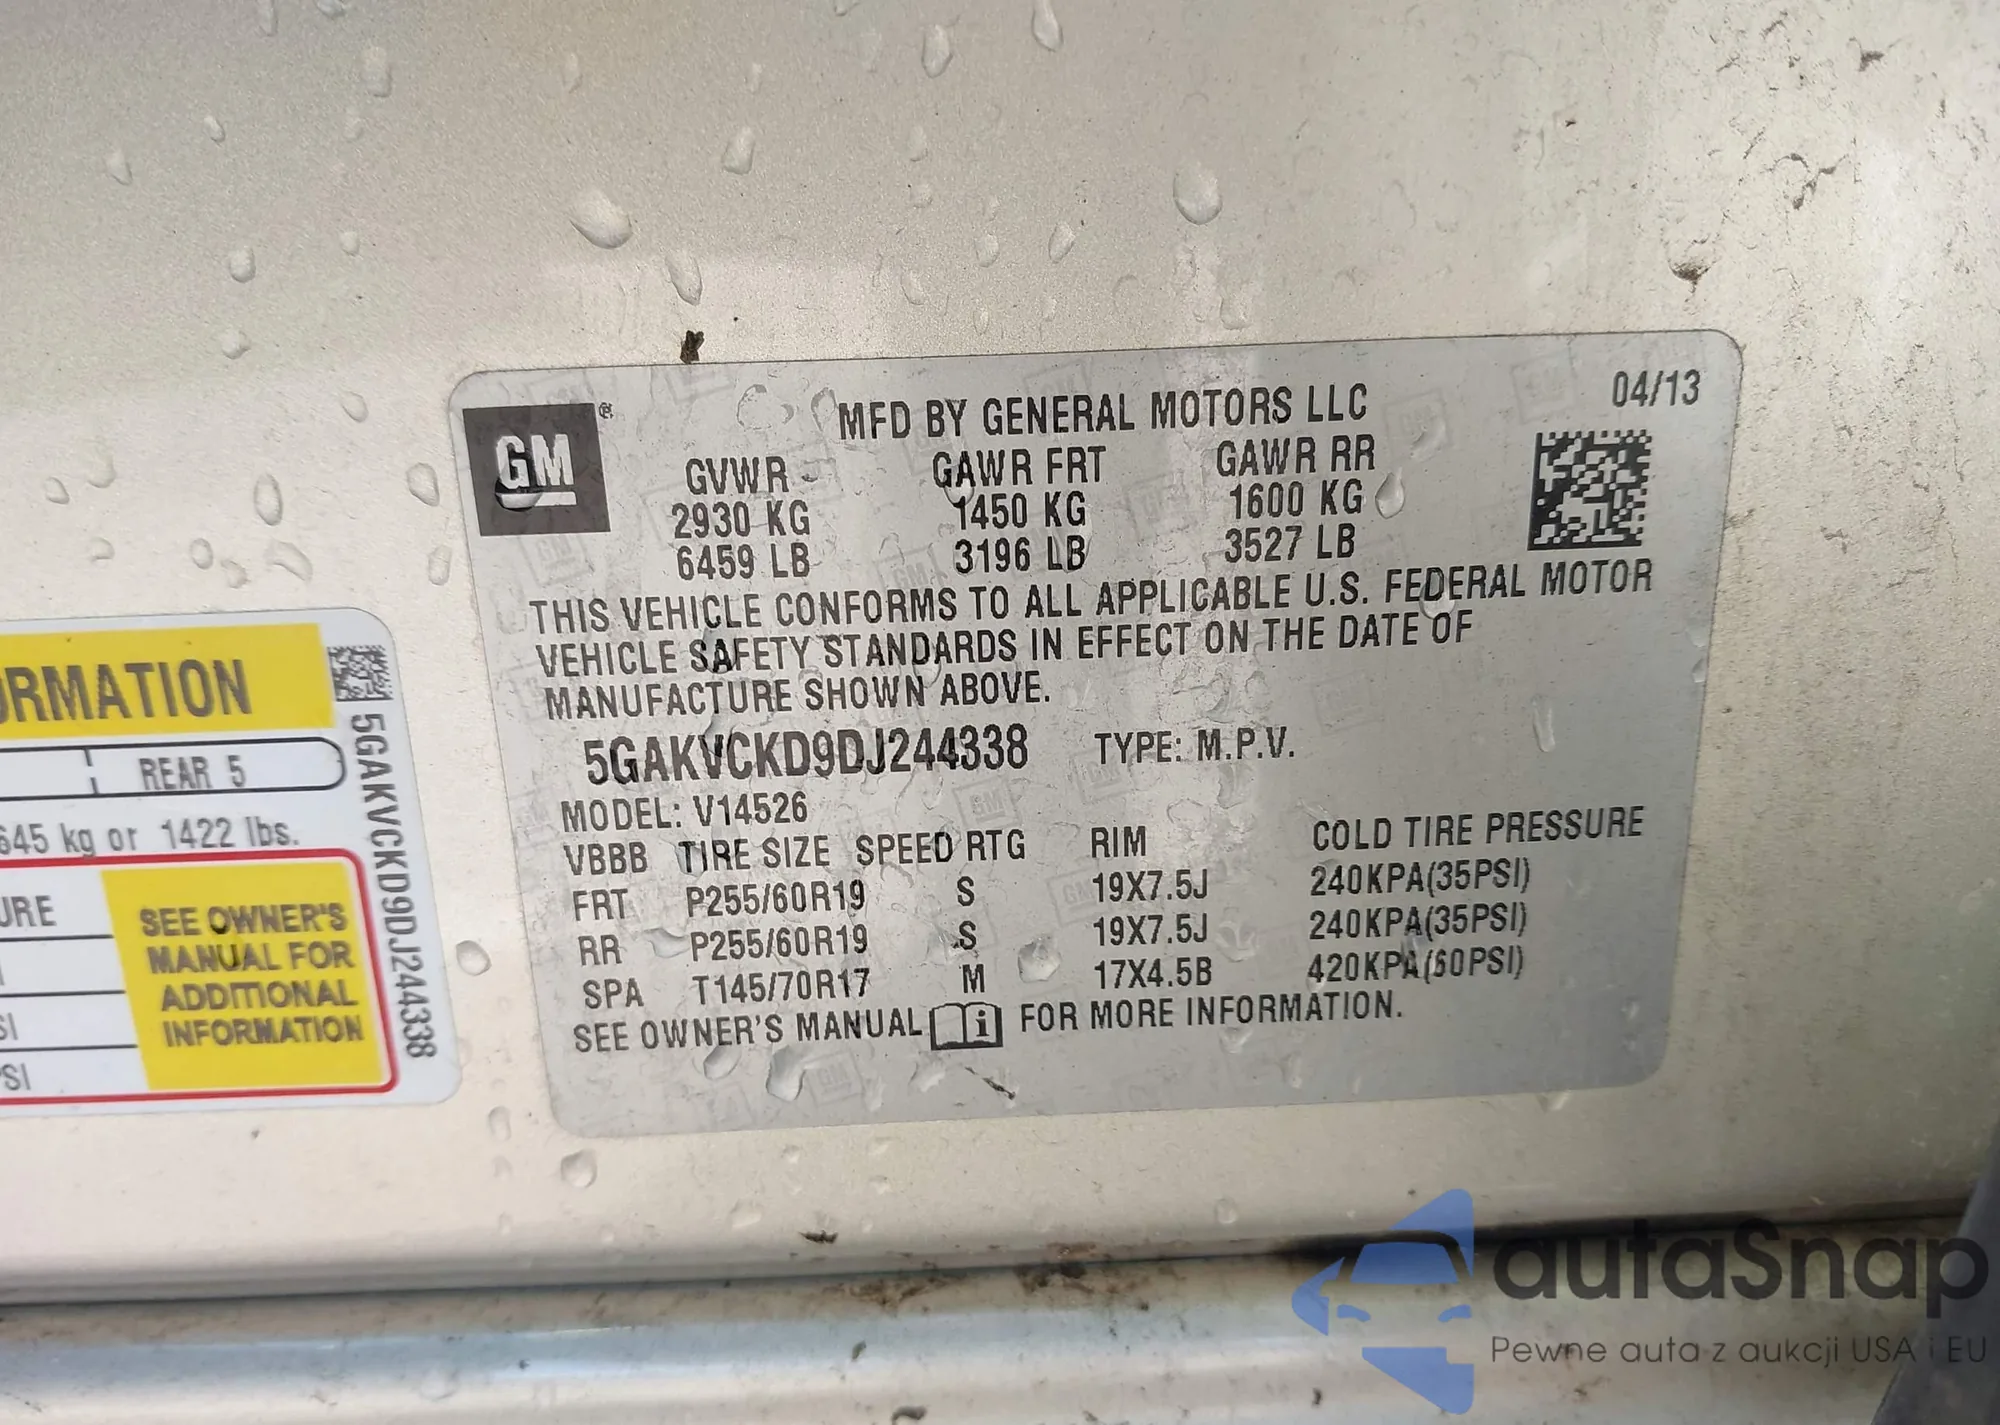 MFD BY GENERAL MOTORS LLC 04/13
GM®
GVWR GAWR FRT GAWR RR
2930 KG 1450 KG 1600 KG
6459 LB 3196 LB 3527 LB
THIS VEHICLE CONFORMS TO ALL APPLICABLE U.S. FEDERAL MOTOR
VEHICLE SAFETY STANDARDS IN EFFECT ON THE DATE OF
MANUFACTURE SHOWN ABOVE.
5GAKVCKD9DJ244338 TYPE: M.P.V.
MODEL: V14526
VBBB TIRE SIZE SPEED RTG RIM COLD TIRE PRESSURE
FRT P255/60R19 S 19X7.5J 240KPA(35PSI)
RR P255/60R19 S 19X7.5J 240KPA(35PSI)
SPA T145/70R17 M 17X4.5B 420KPA(60PSI)
SEE OWNER'S MANUAL i FOR MORE INFORMATION.
ORMATION
REAR 5
645 kg or 1422 lbs.
URE
SI
PSI
SEE OWNER'S
MANUAL FOR
ADDITIONAL
INFORMATION
5GAKVCKD9DJ244338
autaSnap
Pewne auta z aukcji USA i EU